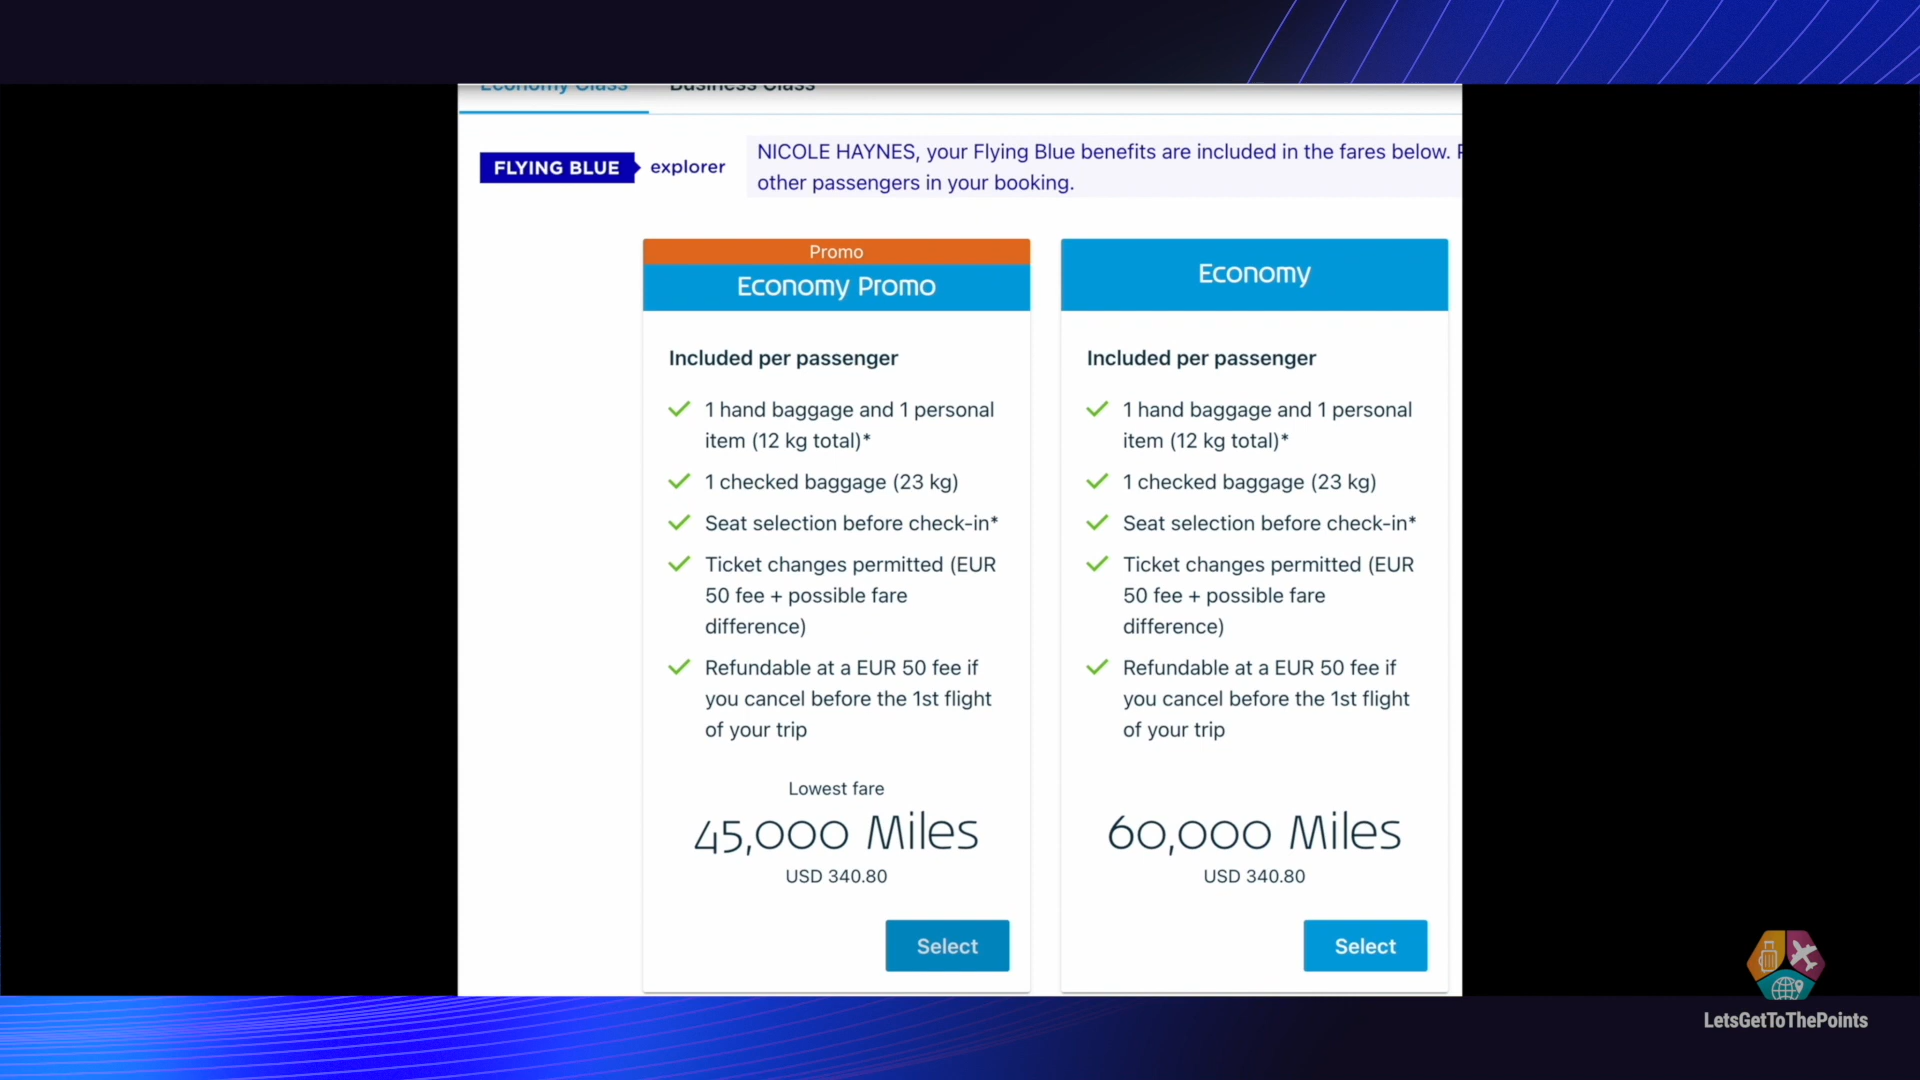 Economy Class Business Class
FLYING BLUE explorer
NICOLE HAYNES, your Flying Blue benefits are included in the fares below.
other passengers in your booking.
Promo
Economy Promo
Included per passenger
1 hand baggage and 1 personal
item (12 kg total)*
1 checked baggage (23 kg)
Seat selection before check-in*
Ticket changes permitted (EUR
50 fee + possible fare
difference)
Refundable at a EUR 50 fee if
you cancel before the 1st flight
of your trip
Lowest fare
45,000 Miles
USD 340.80
Select
Economy
Included per passenger
1 hand baggage and 1 personal
item (12 kg total)*
1 checked baggage (23 kg)
Seat selection before check-in*
Ticket changes permitted (EUR
50 fee + possible fare
difference)
Refundable at a EUR 50 fee if
you cancel before the 1st flight
of your trip
60,000 Miles
USD 340.80
Select
LetsGetToThePoints